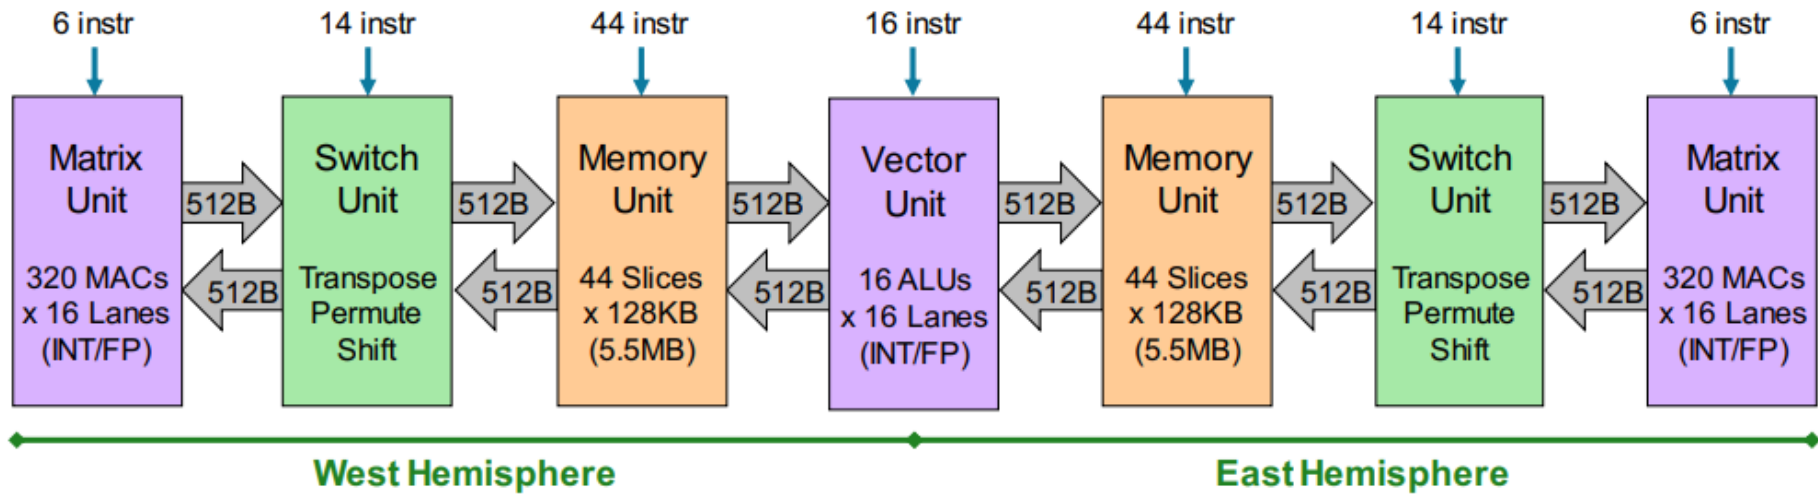 6 instr
14 instr
44 instr
16 instr
44 instr
14 instr
6 instr
Matrix
Unit
320 MACs
x 16 Lanes
(INT/FP)
512B
512B
Switch
Unit
Transpose
Permute
Shift
512B
512B
Memory
Unit
44 Slices
x 128KB
(5.5MB)
512B
512B
Vector
Unit
16 ALUs
x 16 Lanes
(INT/FP)
512B
512B
Memory
Unit
44 Slices
x 128KB
(5.5MB)
512B
512B
Switch
Unit
Transpose
Permute
Shift
512B
512B
Matrix
Unit
320 MACs
x 16 Lanes
(INT/FP)
West Hemisphere
East Hemisphere